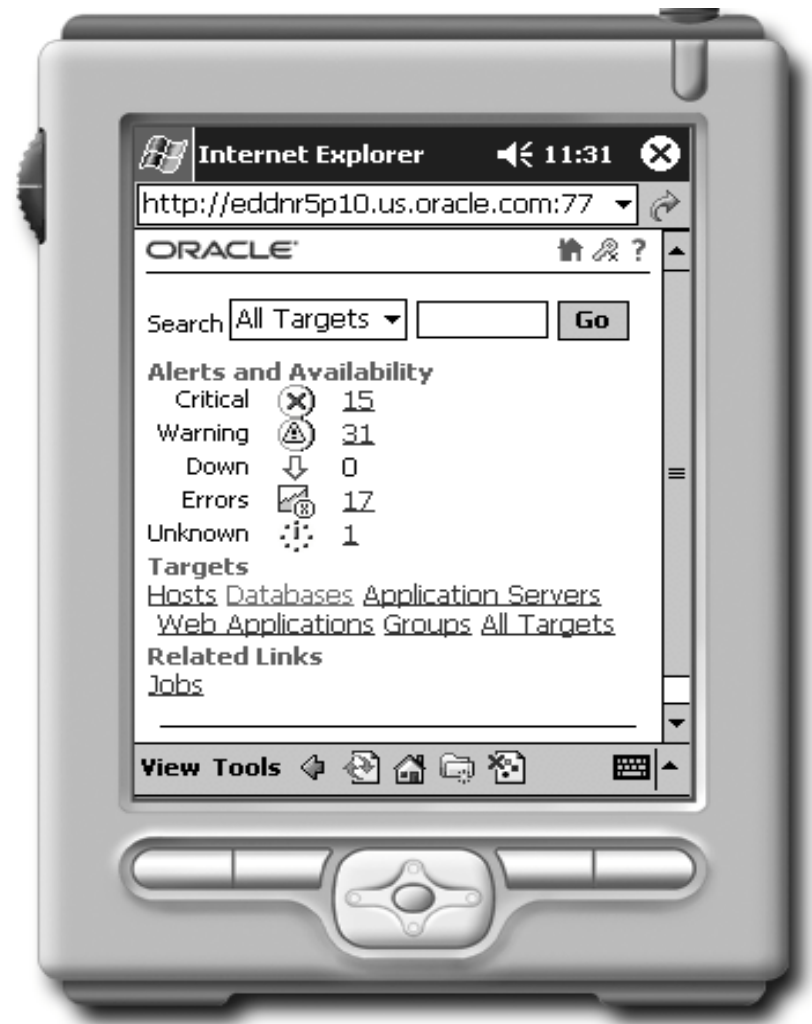 Internet Explorer 11:31
http://eddnr5p10.us.oracle.com:77
ORACLE
?
Search All Targets Go
Alerts and Availability
Critical 15
Warning 31
Down 0
Errors 17
Unknown 1
Targets
Hosts Databases Application Servers
Web Applications Groups All Targets
Related Links
Jobs
View Tools